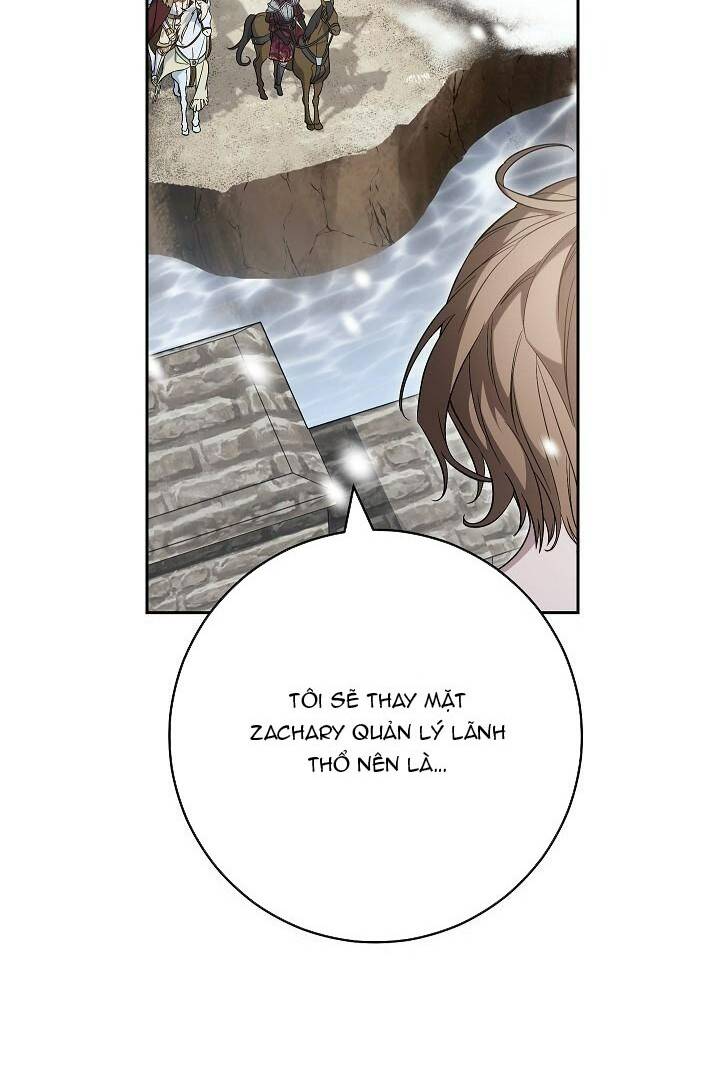 TÔI SẼ THAY MẶT
ZACHARY QUẢN LÝ LÃNH
THỔ NÊN LÀ...